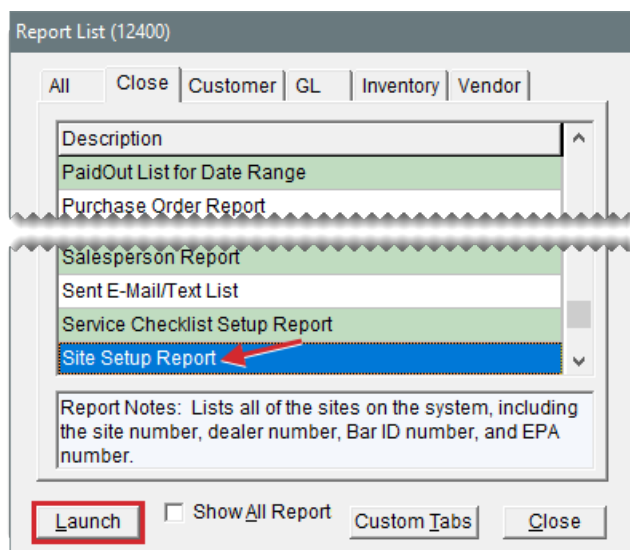 Report List (12400)
All Close Customer GL Inventory Vendor
Description
PaidOut List for Date Range
Purchase Order Report
Salesperson Report
Sent E-Mail/Text List
Service Checklist Setup Report
Site Setup Report
Report Notes: Lists all of the sites on the system, including
the site number, dealer number, Bar ID number, and EPA
number.
Launch Show All Report Custom Tabs Close